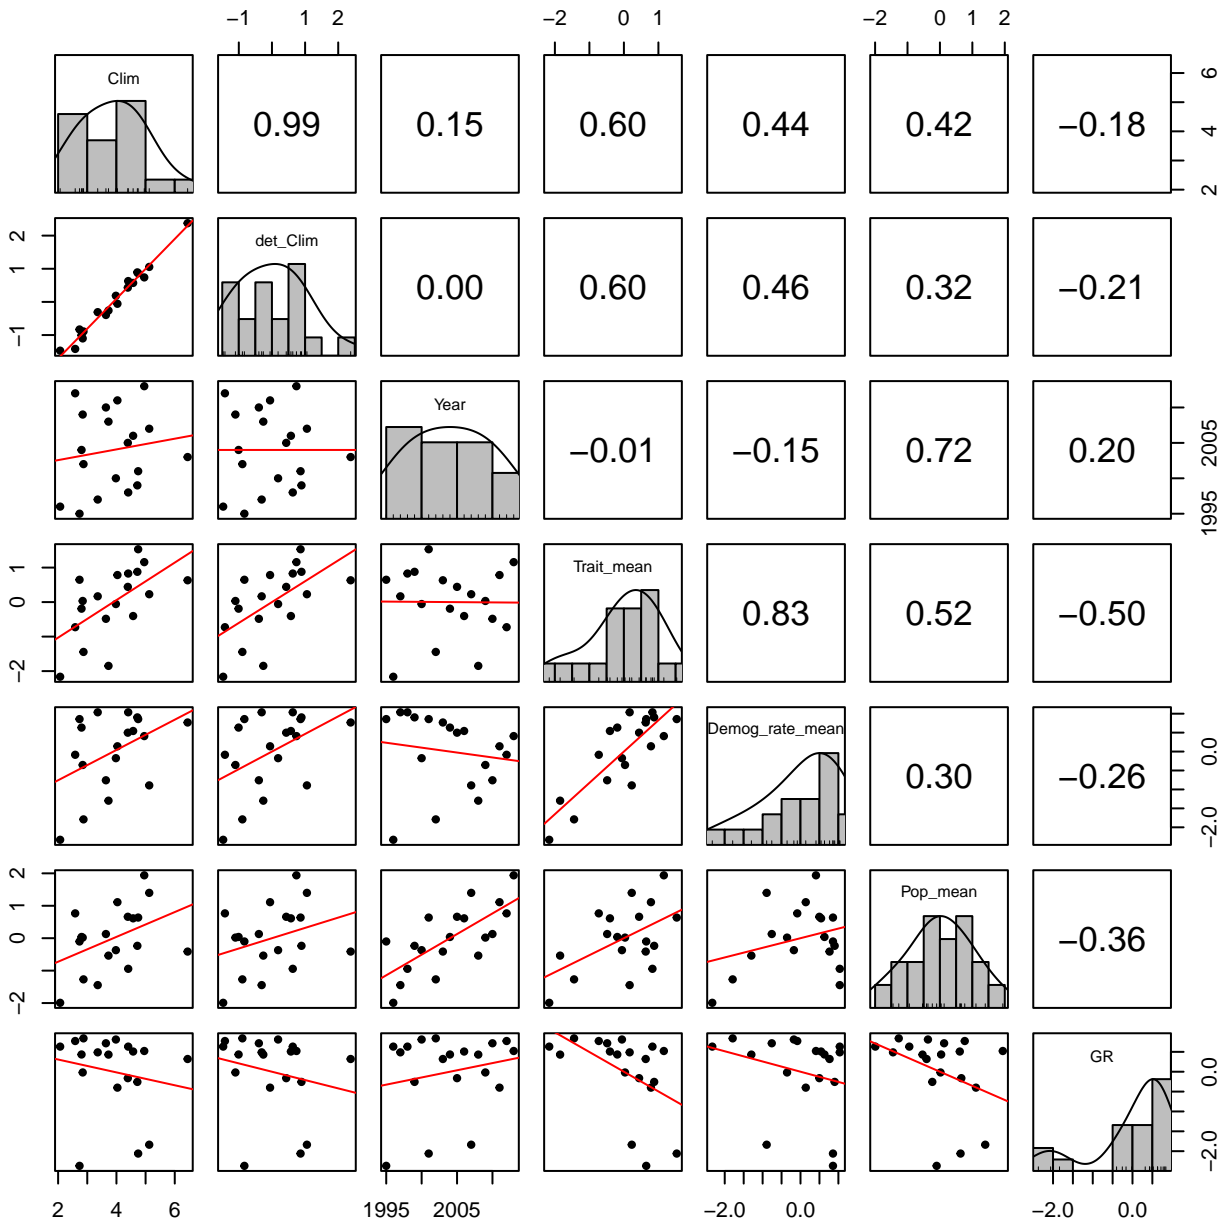 −1 1 2 −2 0 1 −2 0 2
Clim 0.99 0.15 0.60 0.44 0.42 −0.18 2 4 6
−1 1 2 det_Clim 0.00 0.60 0.46 0.32 −0.21
Year −0.01 −0.15 0.72 0.20 1995 2005
−2 0 1 Trait_mean 0.83 0.52 −0.50
Demog_rate_mean 0.30 −0.26 −2.0 0.0
−2 0 1 2 Pop_mean −0.36
GR −2.0 0.0
2 4 6 1995 2005 −2.0 0.0 −2.0 0.0